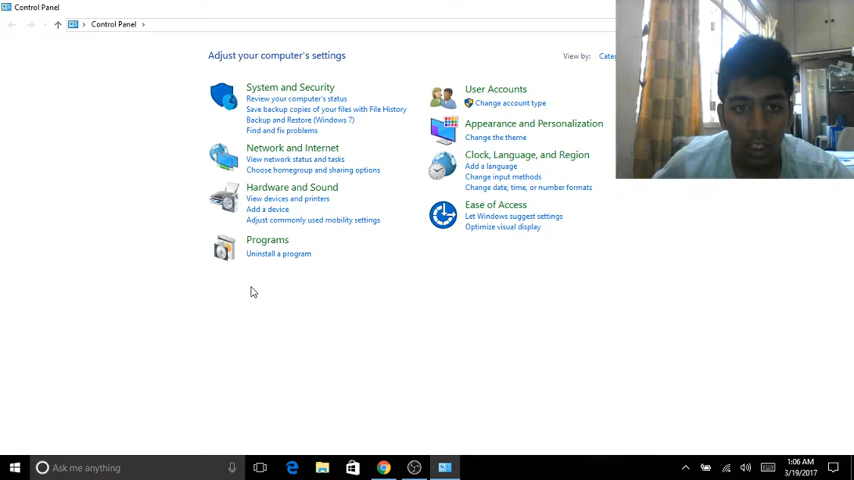 Control Panel
Control Panel
Adjust your computer's settings
View by:
System and Security
Review your computer's status
Save backup copies of your files with File History
Backup and Restore (Windows 7)
Find and fix problems
Network and Internet
View network status and tasks
Choose homegroup and sharing options
Hardware and Sound
View devices and printers
Add a device
Adjust commonly used mobility settings
Programs
Uninstall a program
User Accounts
Change account type
Appearance and Personalization
Change the theme
Clock, Language, and Region
Add a language
Change input methods
Change date, time, or number formats
Ease of Access
Let Windows suggest settings
Optimize visual display
Ask me anything
1:06 AM
3/19/2017